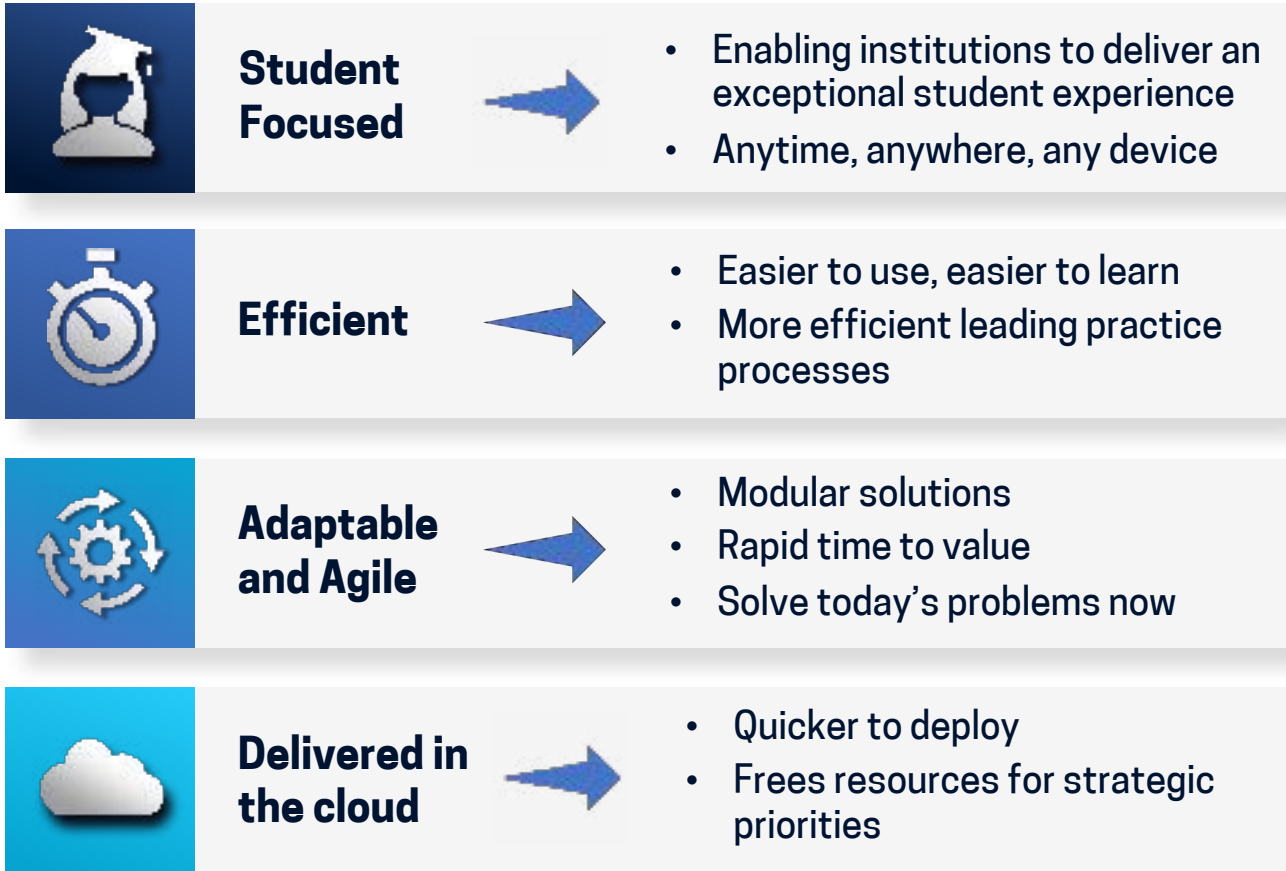 Student
Focused
• Enabling institutions to deliver an
exceptional student experience
• Anytime, anywhere, any device
Efficient
• Easier to use, easier to learn
• More efficient leading practice
processes
Adaptable
and Agile
• Modular solutions
• Rapid time to value
• Solve today’s problems now
Delivered in
the cloud
• Quicker to deploy
• Frees resources for strategic
priorities